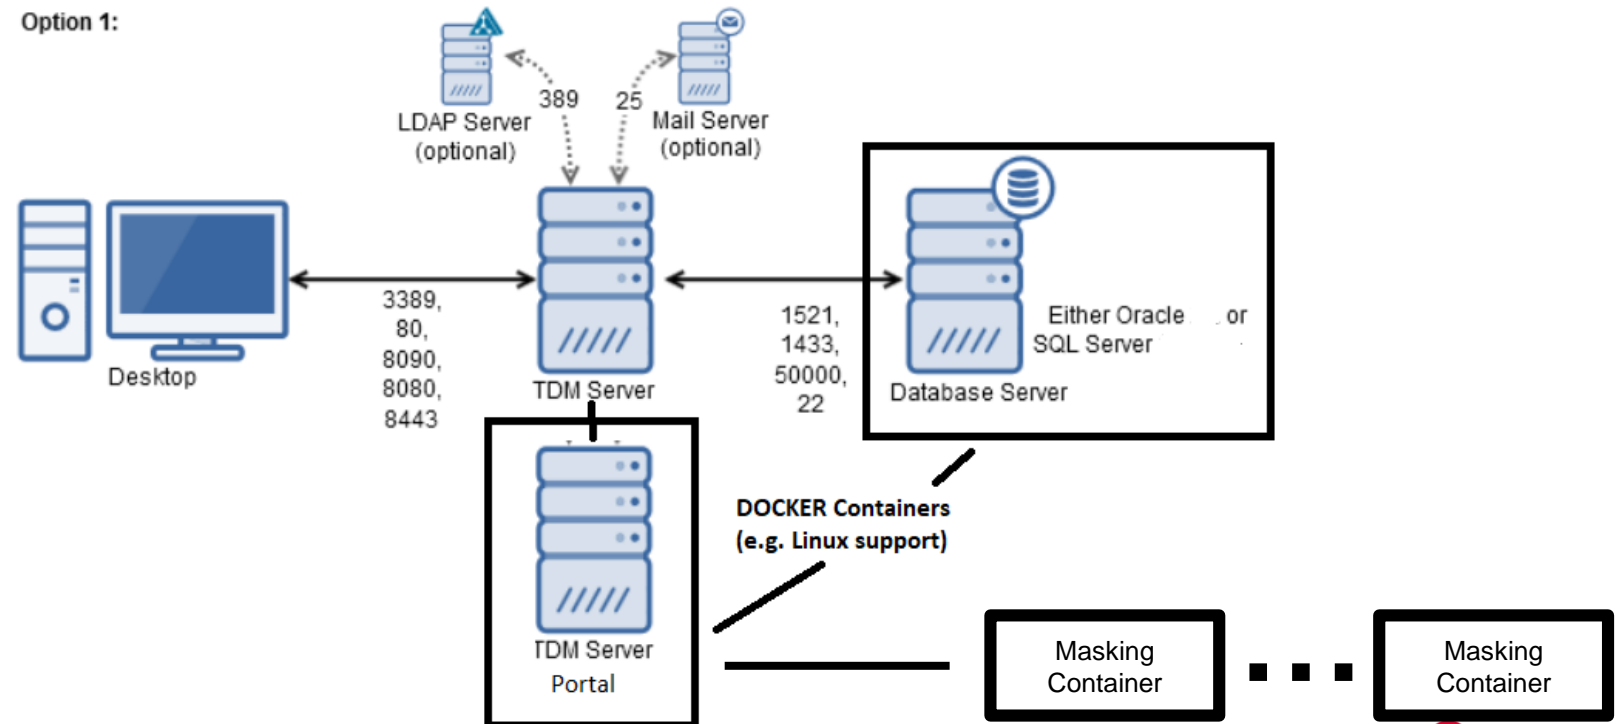 Option 1:
389
25
LDAP Server
(optional)
Mail Server
(optional)
Desktop
3389,
80,
8090,
8080,
8443
TDM Server
1521,
1433,
50000,
22
Either Oracle or
SQL Server
Database Server
DOCKER Containers
(e.g. Linux support)
TDM Server
Portal
Masking
Container
Masking
Container